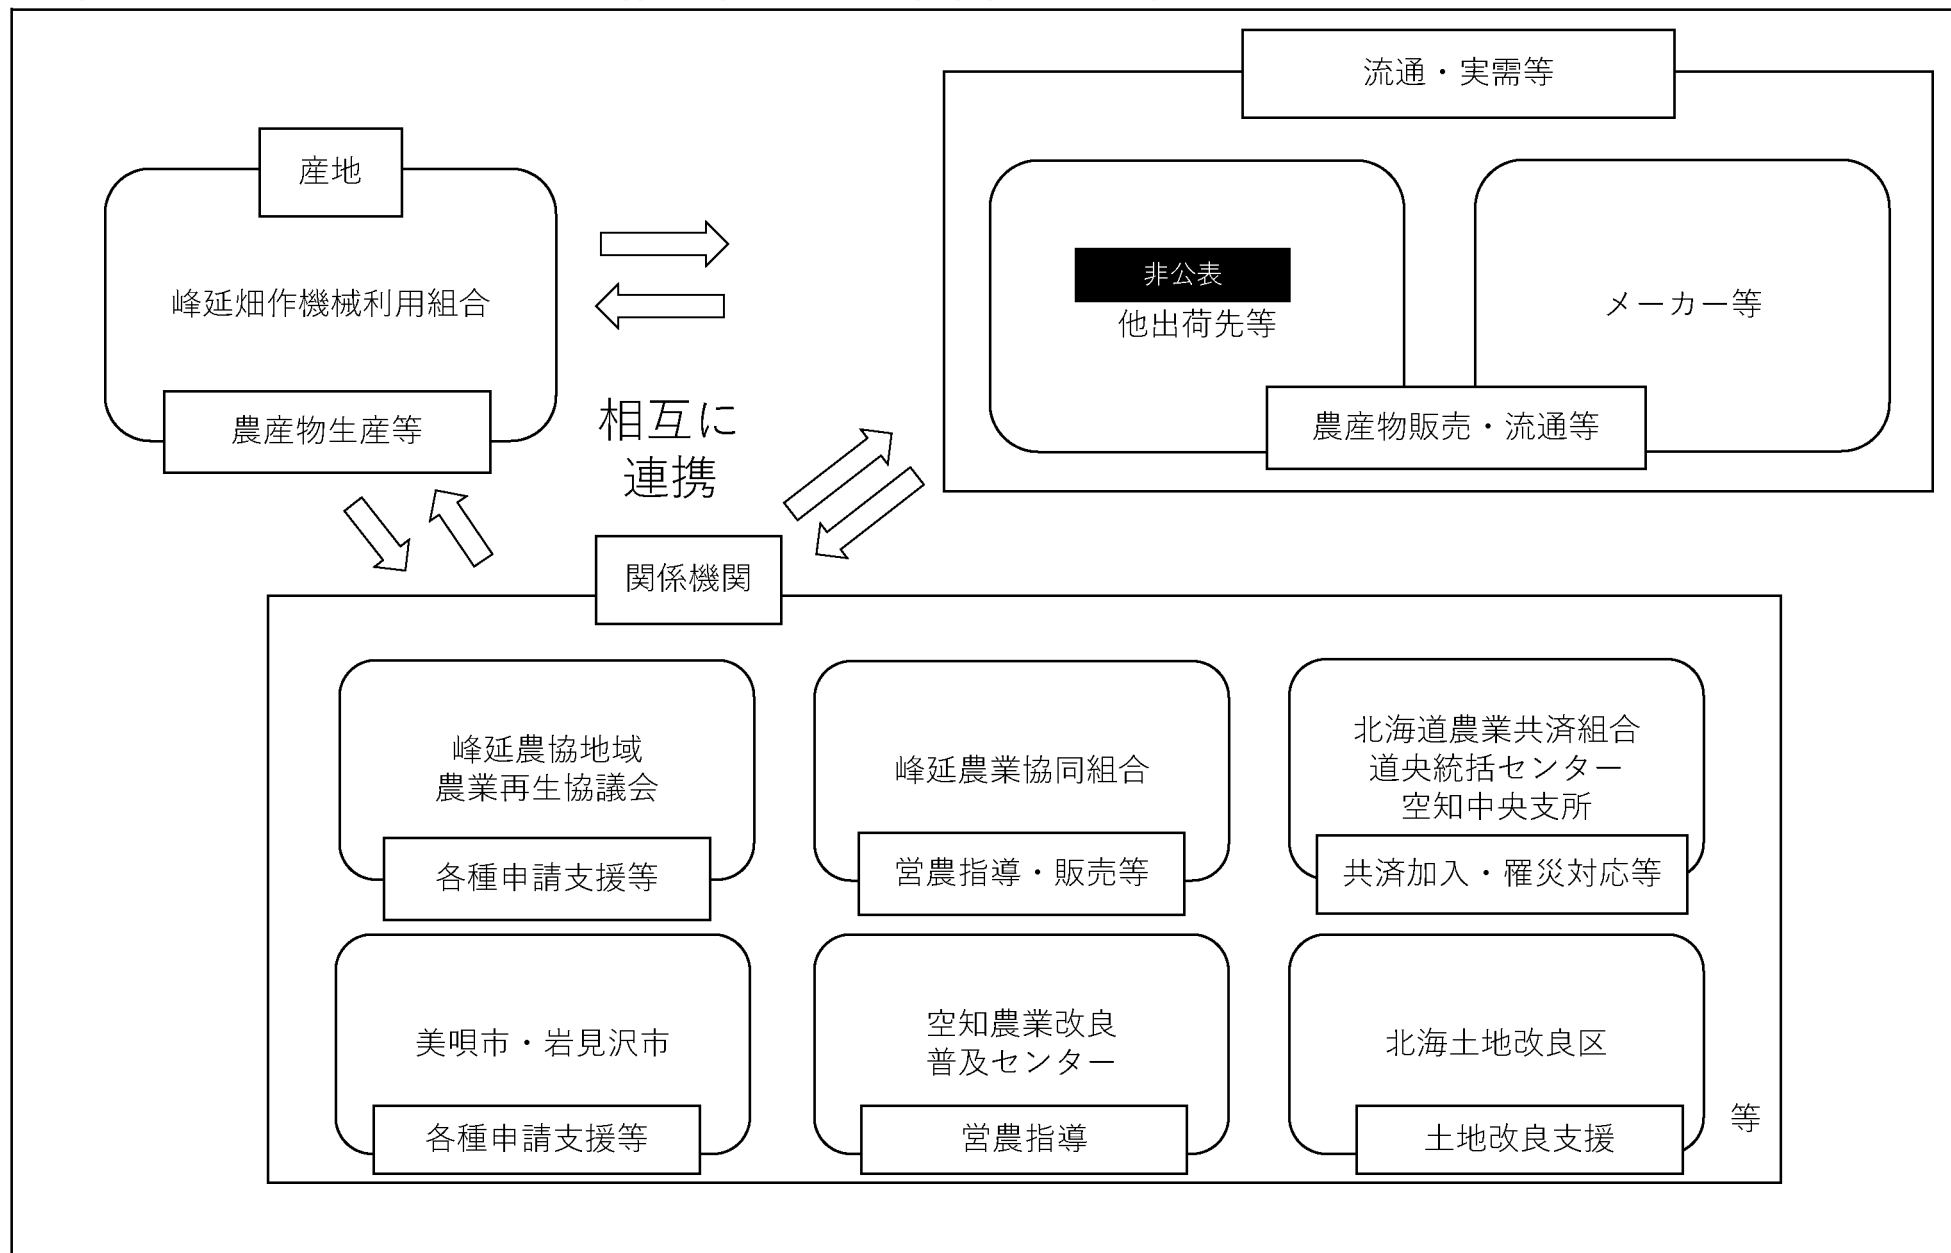 流通・実需等
産地
峰延畑作機械利用組合
農産物生産等
非公表
他出荷先等
メーカー等
農産物販売・流通等
相互に
連携
関係機関
峰延農協地域
農業再生協議会
各種申請支援等
峰延農業協同組合
営農指導・販売等
北海道農業共済組合
道央統括センター
空知中央支所
共済加入・罹災対応等
美唄市・岩見沢市
各種申請支援等
空知農業改良
普及センター
営農指導
北海土地改良区
土地改良支援
等